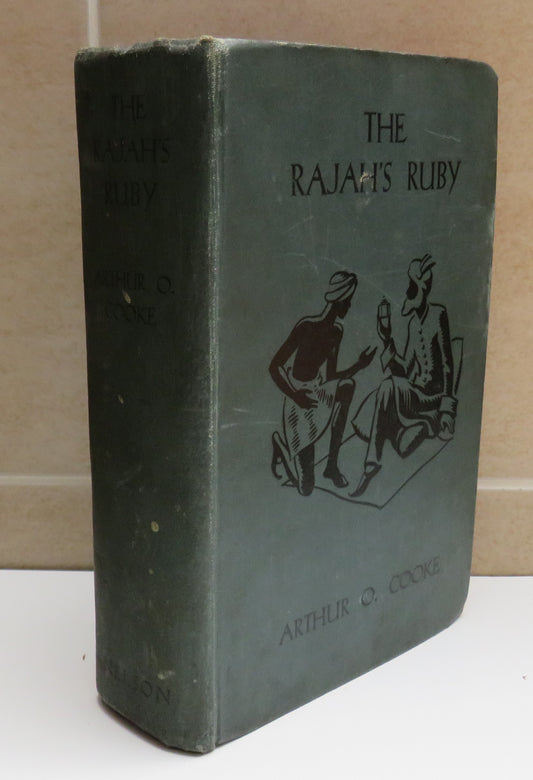 THE
RAJAH'S
RUBY
ARTHUR O.
COOKE
THE
RAJAH'S RUBY
ARTHUR O. COOKE